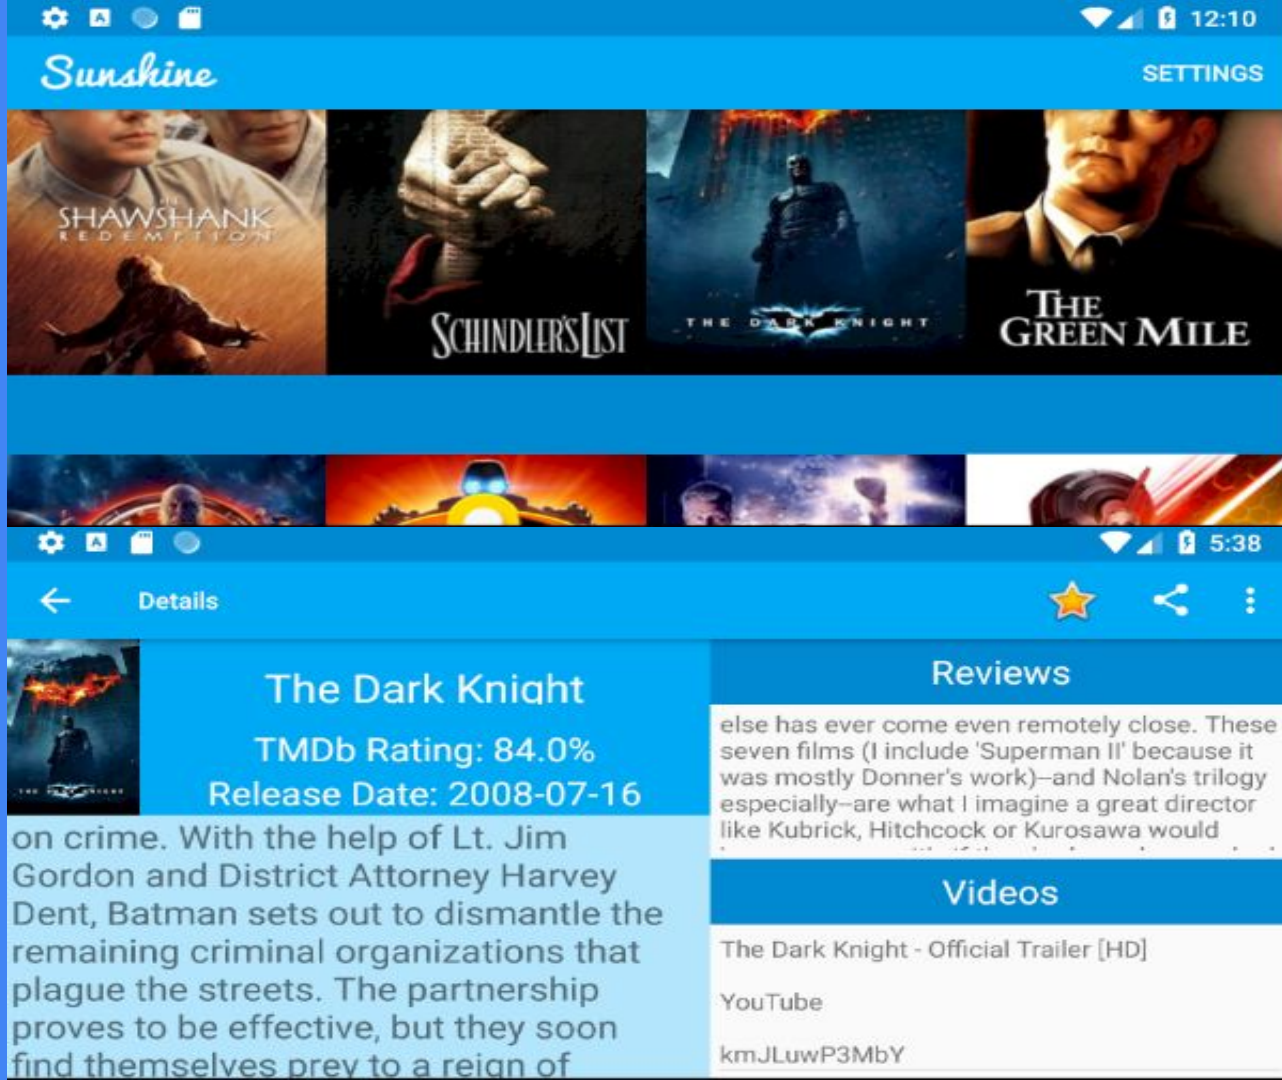 12:10
Sunshine
SETTINGS
THE
SHAWSHANK
REDEMPTION
SCHINDLER'S LIST
THE DARK KNIGHT
THE
GREEN MILE
5:38
Details
The Dark Knight
TMDb Rating: 84.0%
Release Date: 2008-07-16
THE DARK KNIGHT
on crime. With the help of Lt. Jim
Gordon and District Attorney Harvey
Dent, Batman sets out to dismantle the
remaining criminal organizations that
plague the streets. The partnership
proves to be effective, but they soon
find themselves prey to a reign of
Reviews
else has ever come even remotely close. These
seven films (I include 'Superman II' because it
was mostly Donner's work)--and Nolan's trilogy
especially--are what I imagine a great director
like Kubrick, Hitchcock or Kurosawa would
Videos
The Dark Knight - Official Trailer [HD]
YouTube
kmJLuwP3MbY